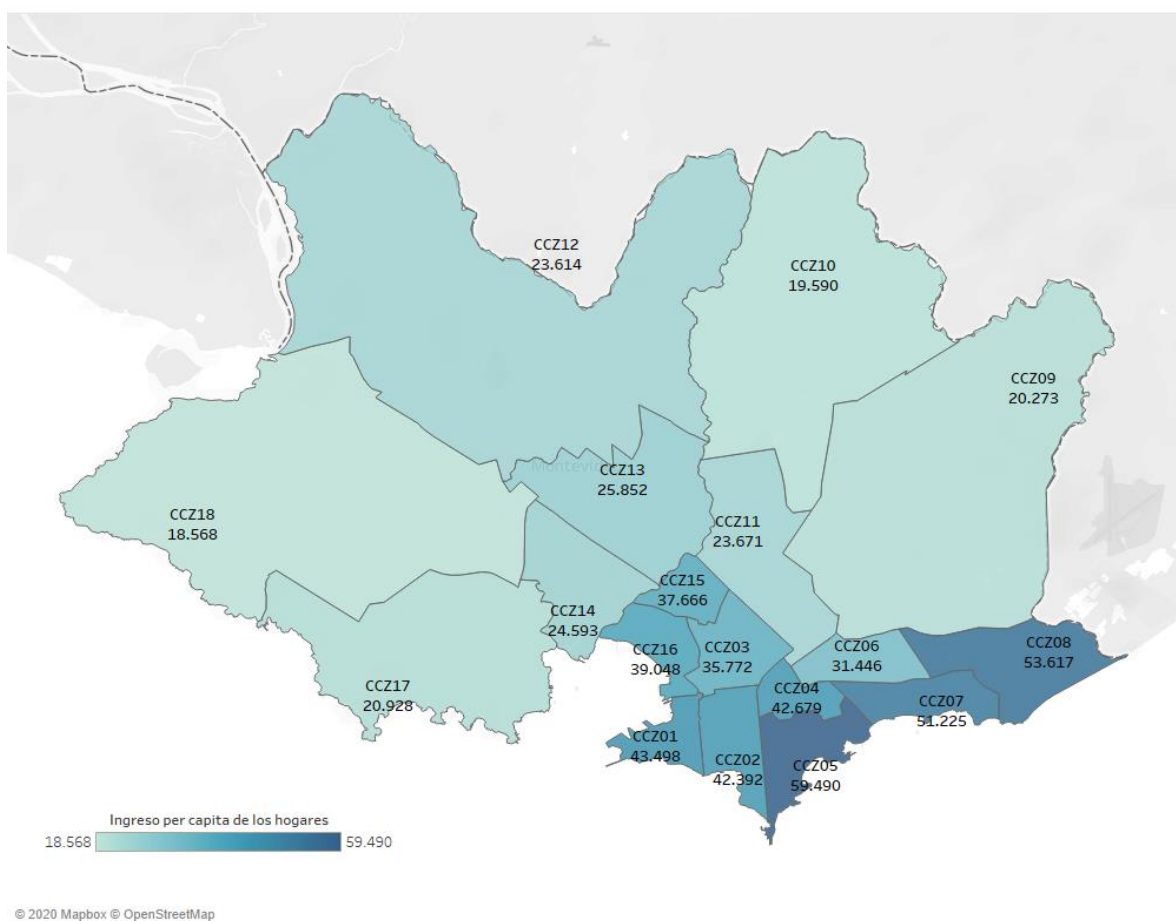 CCZ12
23.614
CCZ10
19.590
CCZ09
20.273
CCZ13
25.852
CCZ18
18.568
CCZ11
23.671
CCZ15
37.666
CCZ14
24.593
CCZ16
39.048
CCZ03
35.772
CCZ06
31.446
CCZ08
53.617
CCZ17
20.928
CCZ04
42.679
CCZ07
51.225
CCZ01
43.498
CCZ02
42.392
CCZ05
59.490
Ingreso per capita de los hogares
18.568 59.490
© 2020 Mapbox © OpenStreetMap